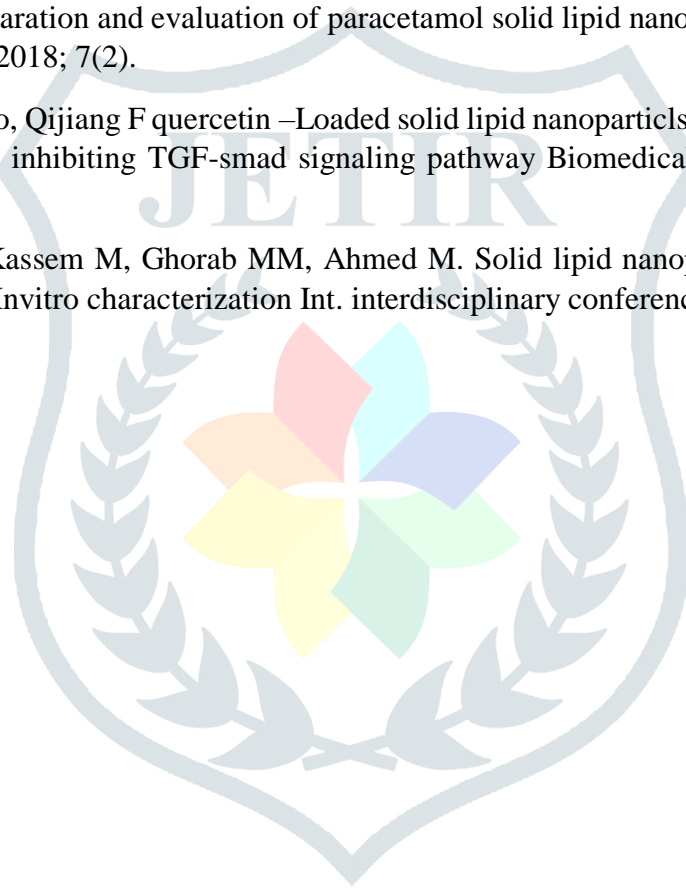 aration and evaluation of paracetamol solid lipid nano
2018; 7(2).
o, Qijiang F quercetin –Loaded solid lipid nanoparticls
inhibiting TGF-smad signaling pathway Biomedica
JETIR
Kassem M, Ghorab MM, Ahmed M. Solid lipid nanop
Invitro characterization Int. interdisciplinary conferenc